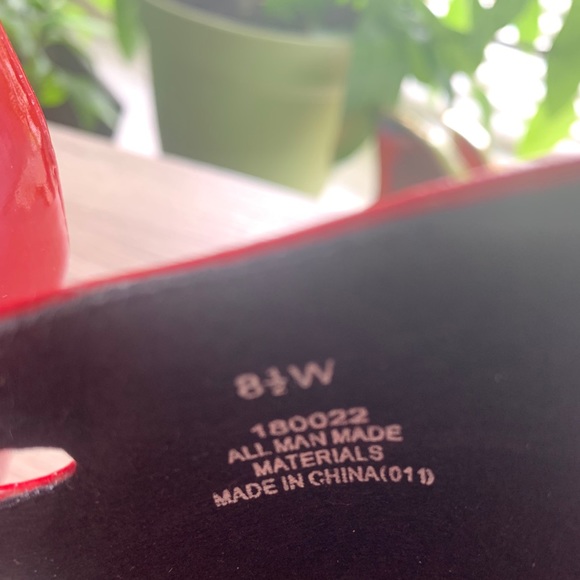 8½W
180022
ALL MAN MADE
MATERIALS
MADE IN CHINA(011)